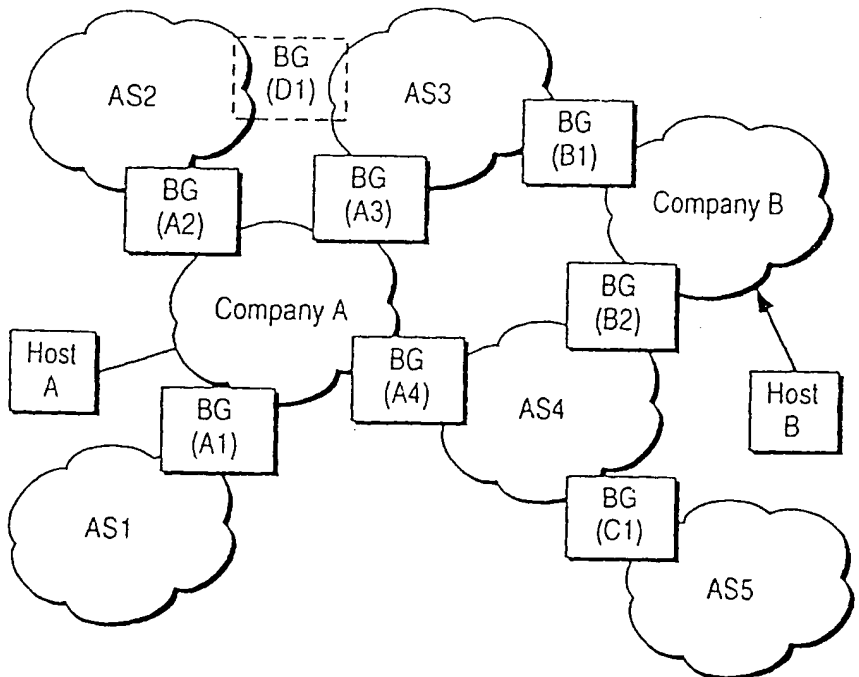 AS2
BG
(D1)
AS3
BG
(B1)
BG
(A2)
BG
(A3)
Company B
Company A
BG
(B2)
Host
A
BG
(A4)
BG
(A1)
AS4
Host
B
AS1
BG
(C1)
AS5